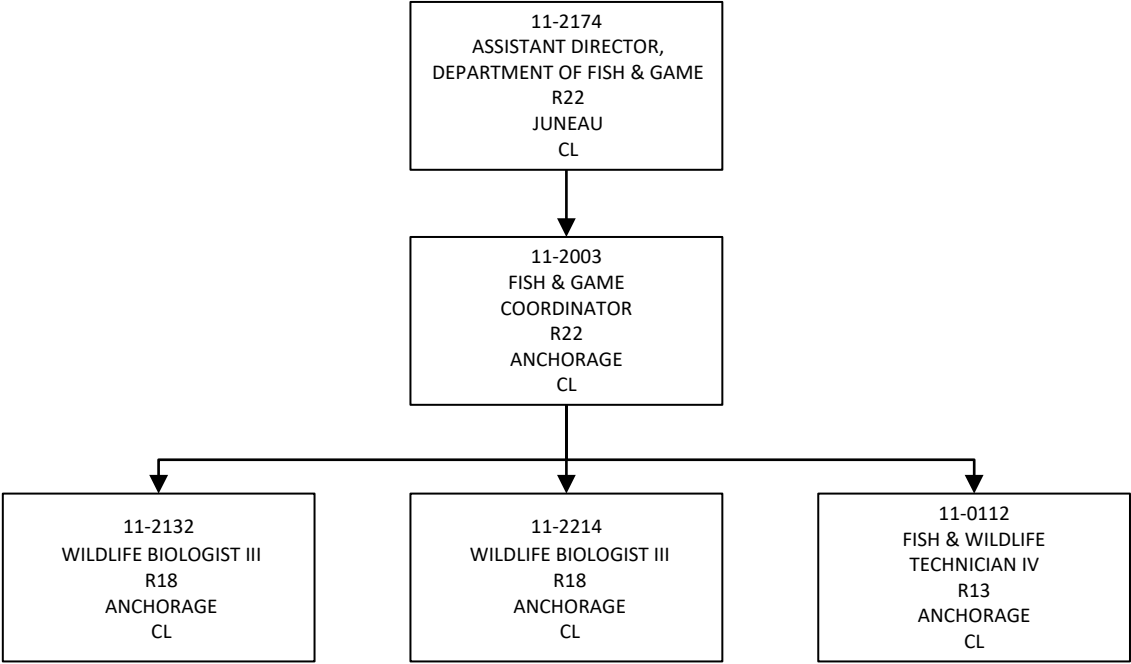 11-2174
ASSISTANT DIRECTOR,
DEPARTMENT OF FISH & GAME
R22
JUNEAU
CL
11-2003
FISH & GAME
COORDINATOR
R22
ANCHORAGE
CL
11-2132
WILDLIFE BIOLOGIST III
R18
ANCHORAGE
CL
11-2214
WILDLIFE BIOLOGIST III
R18
ANCHORAGE
CL
11-0112
FISH & WILDLIFE
TECHNICIAN IV
R13
ANCHORAGE
CL